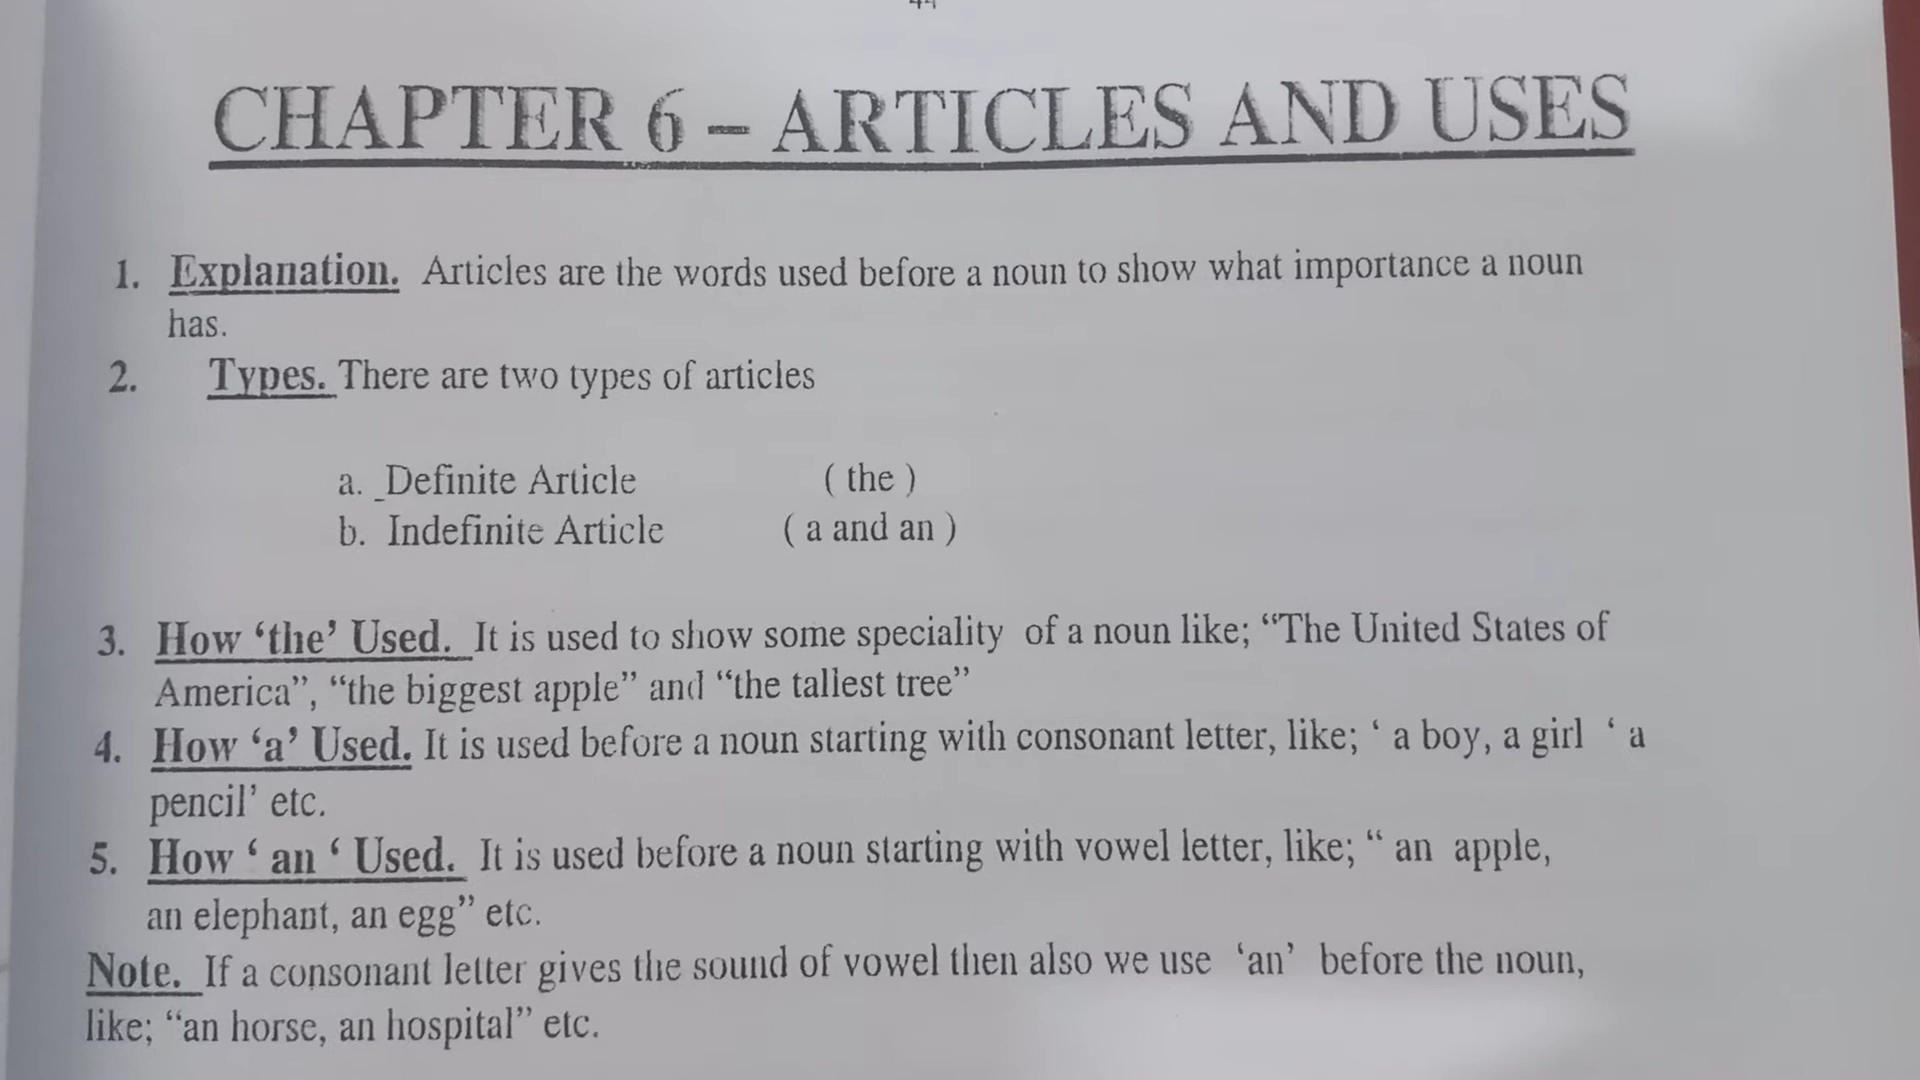 CHAPTER 6 – ARTICLES AND USES
1. Explanation. Articles are the words used before a noun to show what importance a noun
has.
2. Types. There are two types of articles
a. Definite Article ( the )
b. Indefinite Article ( a and an )
3. How ‘the’ Used. It is used to show some speciality of a noun like; “The United States of
America”, “the biggest apple” and “the tallest tree”
4. How ‘a’ Used. It is used before a noun starting with consonant letter, like; ‘ a boy, a girl ‘ a
pencil’ etc.
5. How ‘ an ‘ Used. It is used before a noun starting with vowel letter, like; “ an apple,
an elephant, an egg” etc.
Note. If a consonant letter gives the sound of vowel then also we use ‘an’ before the noun,
like; “an horse, an hospital” etc.